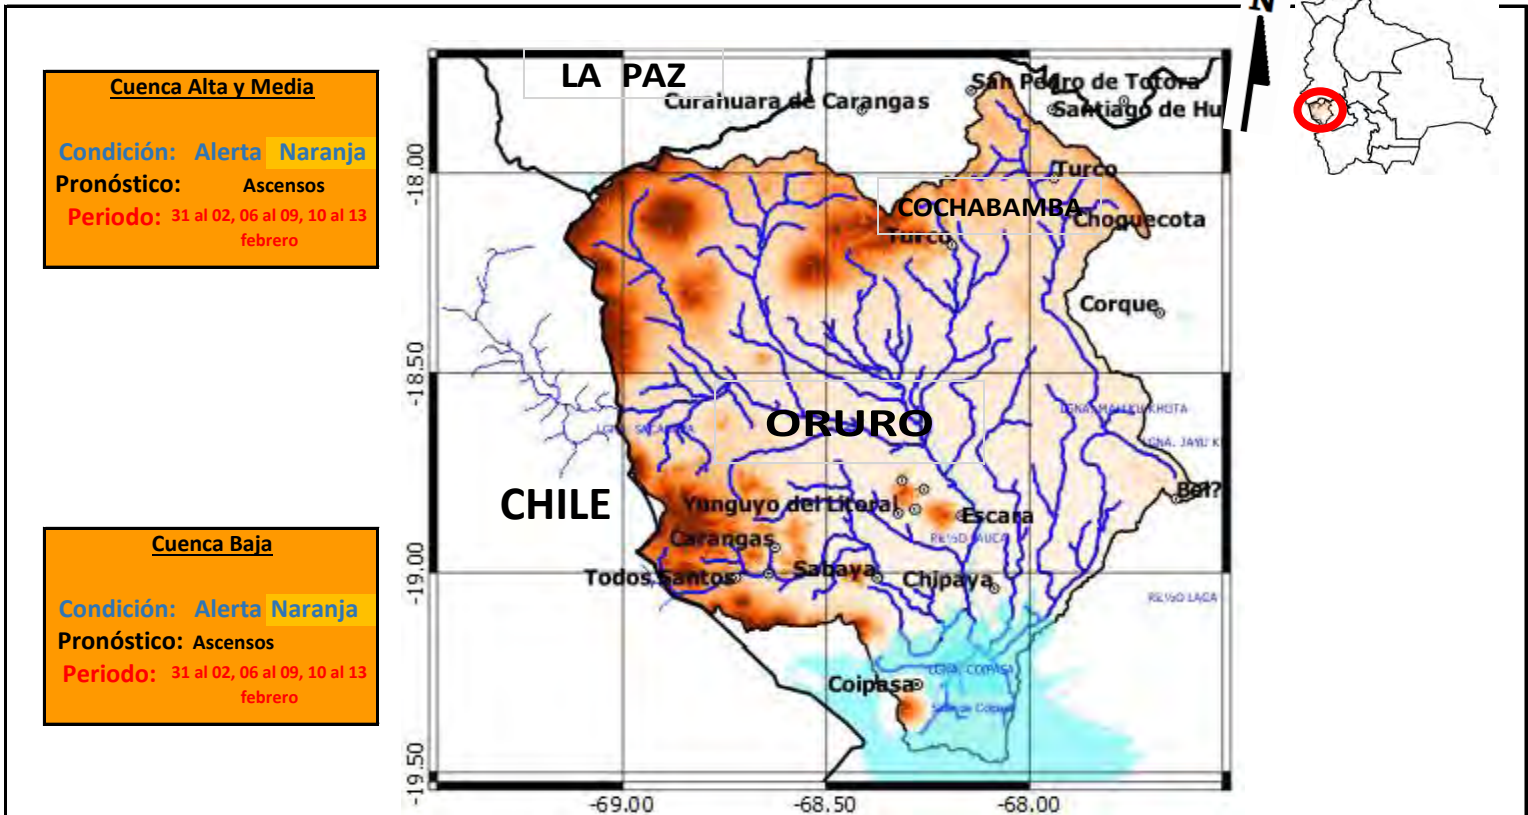 N
Cuenca Alta y Media
Condición: Alerta Naranja
Pronóstico: Ascensos
Periodo: 31 al 02, 06 al 09, 10 al 13
febrero
Cuenca Baja
Condición: Alerta Naranja
Pronóstico: Ascensos
Periodo: 31 al 02, 06 al 09, 10 al 13
febrero
LA PAZ
San Pedro de Totora
Curahuara de Carangas
Santiago de Hu
-18.00
Turco
COCHABAMBA
Choquecota
Turco
Corque
-18.50
ORURO
CHILE
Bel?
Yunguyo del Litoral
Escara
Carangas
-19.00
Todos Santos
Sabaya
Chipaya
LGNA. COIPASA
Coipasa
-19.50
-69.00
-68.50
-68.00